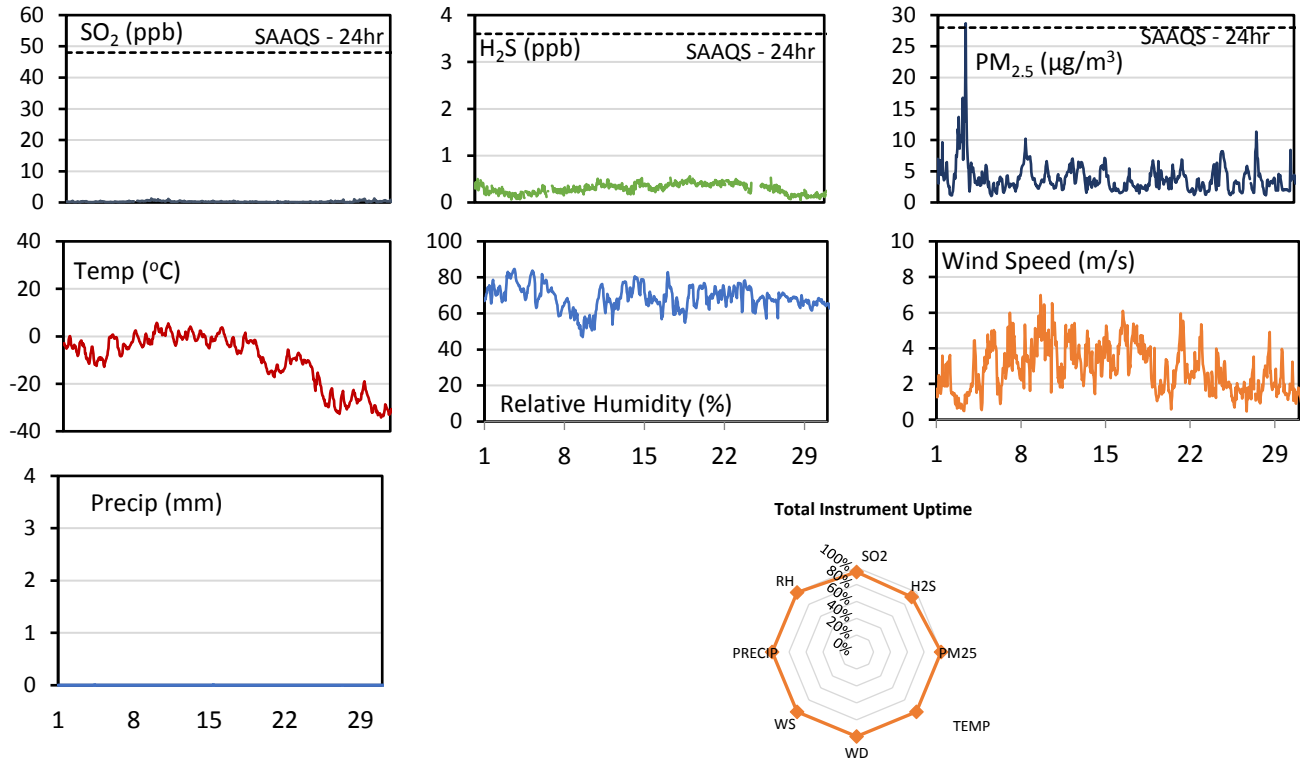 60
50
40
30
20
10
0
SO₂ (ppb)
SAAQS - 24hr
4
3
2
1
0
H₂S (ppb)
SAAQS - 24hr
30
25
20
15
10
5
0
SAAQS - 24hr
PM₂.₅ (µg/m³)
40
20
0
-20
-40
Temp (°C)
100
80
60
40
20
0
Relative Humidity (%)
1 8 15 22 29
10
8
6
4
2
0
Wind Speed (m/s)
1 8 15 22 29
4
3
2
1
0
Precip (mm)
1 8 15 22 29
Total Instrument Uptime
100%
80%
60%
40%
20%
0%
SO2
H2S
PM25
TEMP
WD
WS
PRECIP
RH